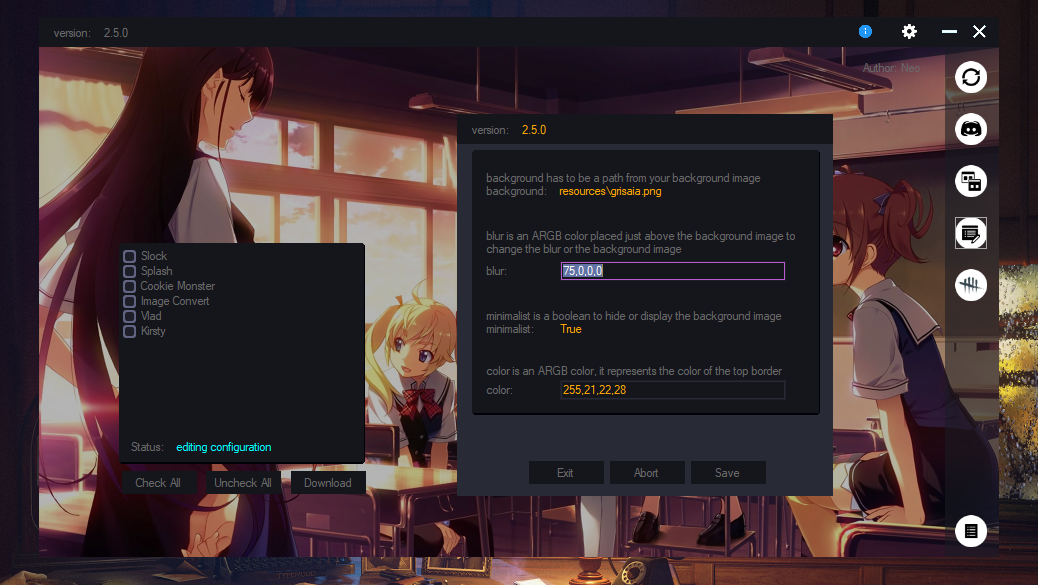 version: 2.5.0
Author: Neo
version: 2.5.0
background has to be a path from your background image
background: resources\grisaia.png
blur is an ARGB color placed just above the background image to
change the blur or the background image
blur: 75,0,0,0
minimalist is a boolean to hide or display the background image
minimalist: True
color is an ARGB color, it represents the color of the top border
color: 255,21,22,28
Exit Abort Save
Slock
Splash
Cookie Monster
Image Convert
Vlad
Kirsty
Status: editing configuration
Check All Uncheck All Download